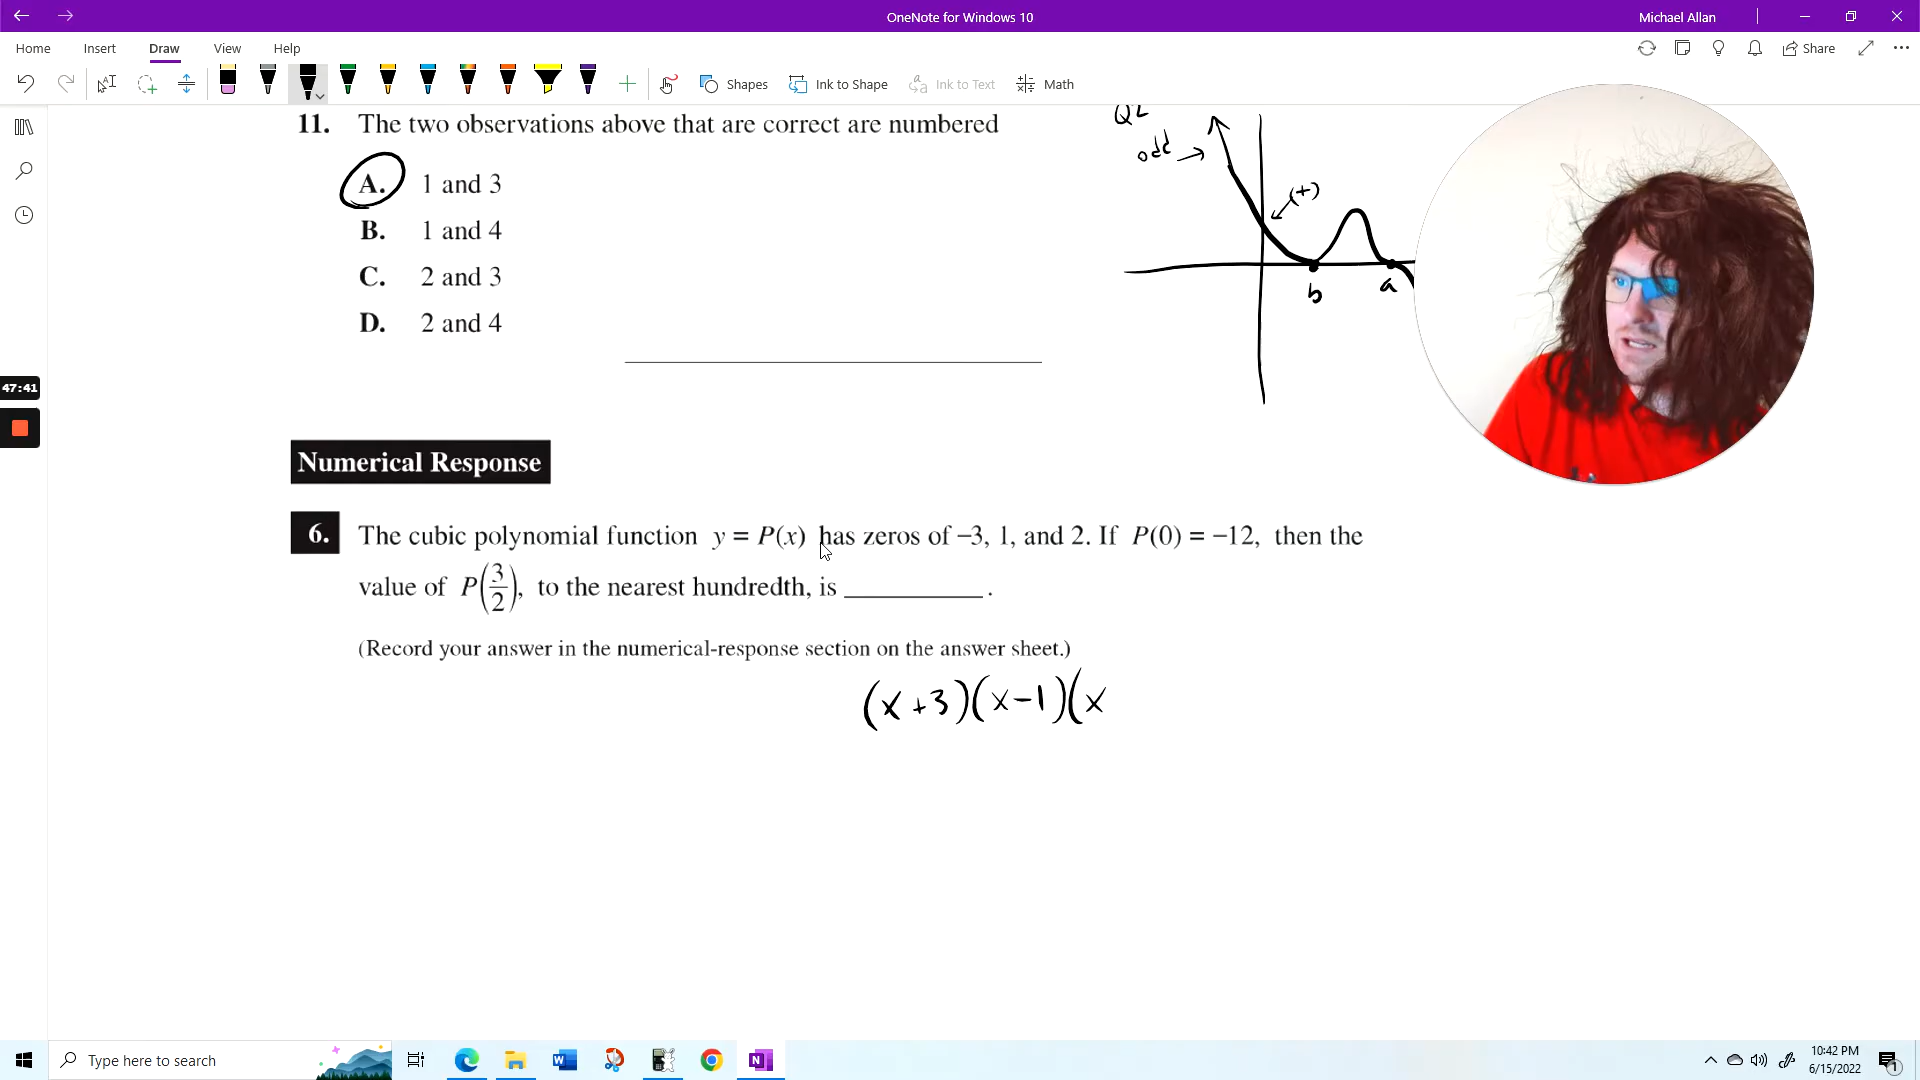 OneNote for Windows 10
Michael Allan
Home Insert Draw View Help
Share
Shapes Ink to Shape Ink to Text Math
11. The two observations above that are correct are numbered
A. 1 and 3
B. 1 and 4
C. 2 and 3
D. 2 and 4
odd
(+)
b
a
47:41
Numerical Response
6. The cubic polynomial function y = P(x) has zeros of −3, 1, and 2. If P(0) = −12, then the
value of P(3/2), to the nearest hundredth, is ___________ .
(Record your answer in the numerical-response section on the answer sheet.)
(x +3)(x −1)(x
Type here to search
10:42 PM
6/15/2022
1